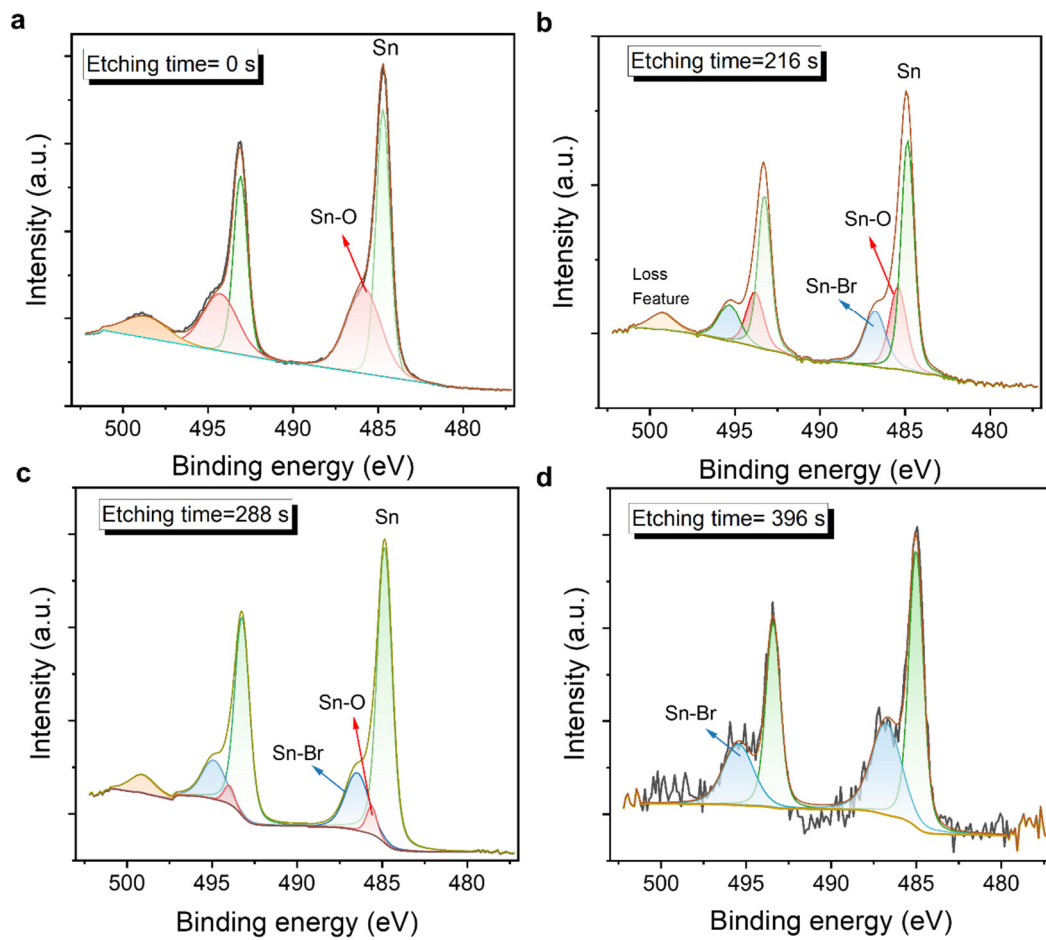 a
Etching time= 0 s
Sn
Sn-O
Intensity (a.u.)
500 495 490 485 480
Binding energy (eV)
b
Etching time=216 s
Sn
Sn-O
Sn-Br
Loss
Feature
Intensity (a.u.)
500 495 490 485 480
Binding energy (eV)
c
Etching time=288 s
Sn
Sn-O
Sn-Br
Intensity (a.u.)
500 495 490 485 480
Binding energy (eV)
d
Etching time= 396 s
Sn-Br
Intensity (a.u.)
500 495 490 485 480
Binding energy (eV)